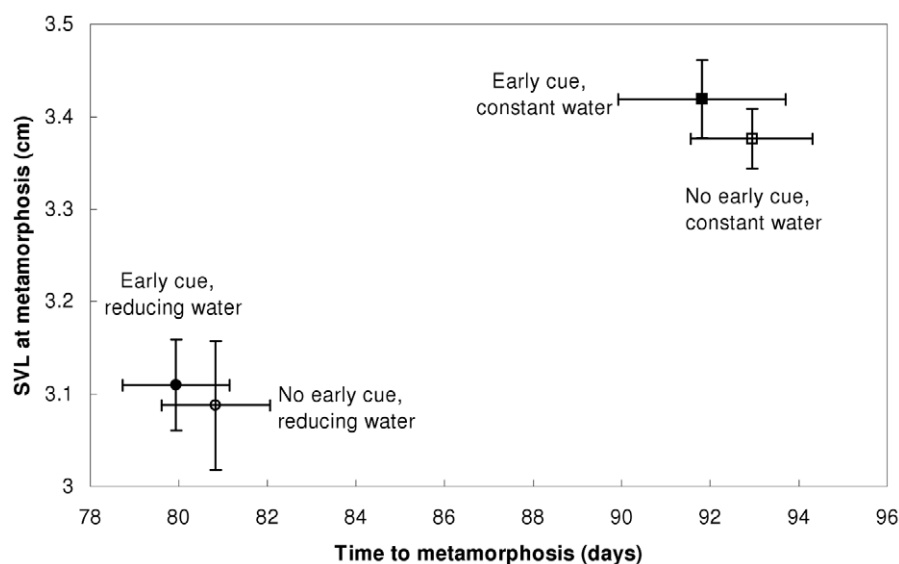 3.5
Early cue,
constant water
3.4
No early cue,
constant water
3.3
SVL at metamorphosis (cm)
Early cue,
reducing water
3.2
3.1
No early cue,
reducing water
3
78 80 82 84 86 88 90 92 94 96
Time to metamorphosis (days)